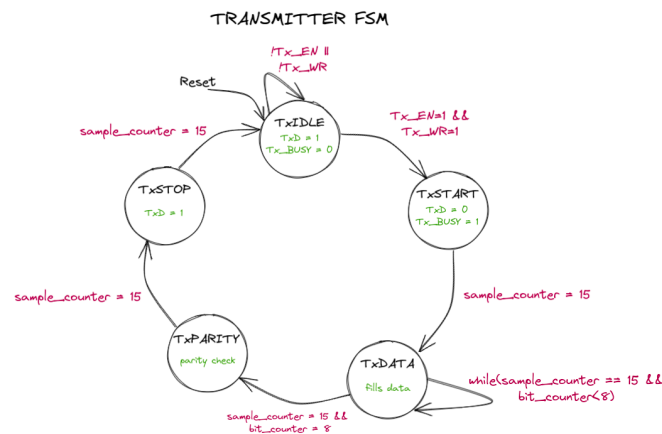 TRANSMITTER FSM
!Tx_EN ||
!Tx_WR
Reset
TxIDLE
TxD = 1
Tx_BUSY = 0
Tx_EN=1 &&
Tx_WR=1
sample_counter = 15
TxSTOP
TxD = 1
TxSTART
TxD = 0
Tx_BUSY = 1
sample_counter = 15
sample_counter = 15
TxPARITY
parity check
TxDATA
fills data
while(sample_counter == 15 &&
bit_counter<8)
sample_counter = 15 &&
bit_counter = 8